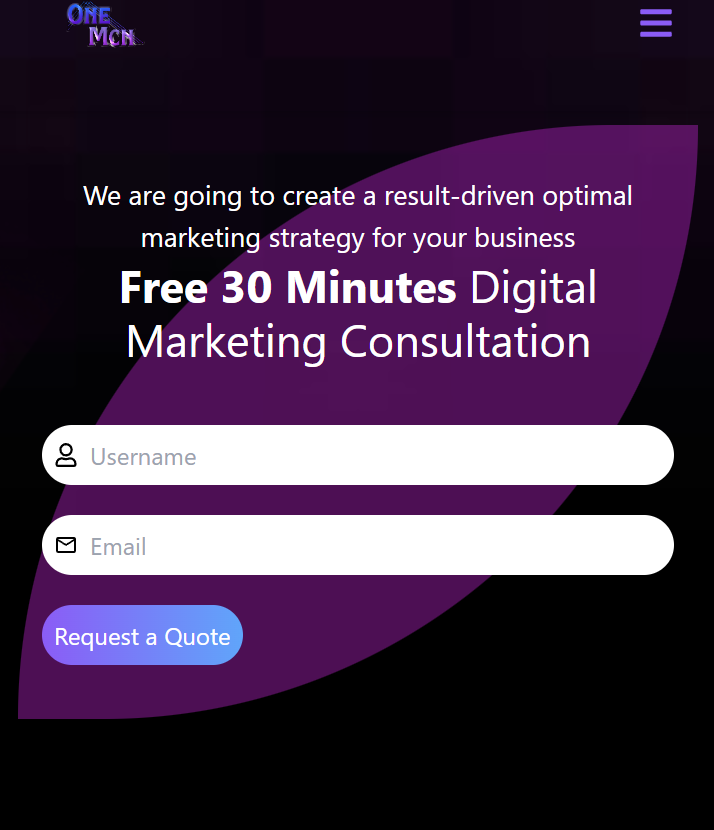 One
Mcn
We are going to create a result-driven optimal
marketing strategy for your business
Free 30 Minutes Digital
Marketing Consultation
Username
Email
Request a Quote